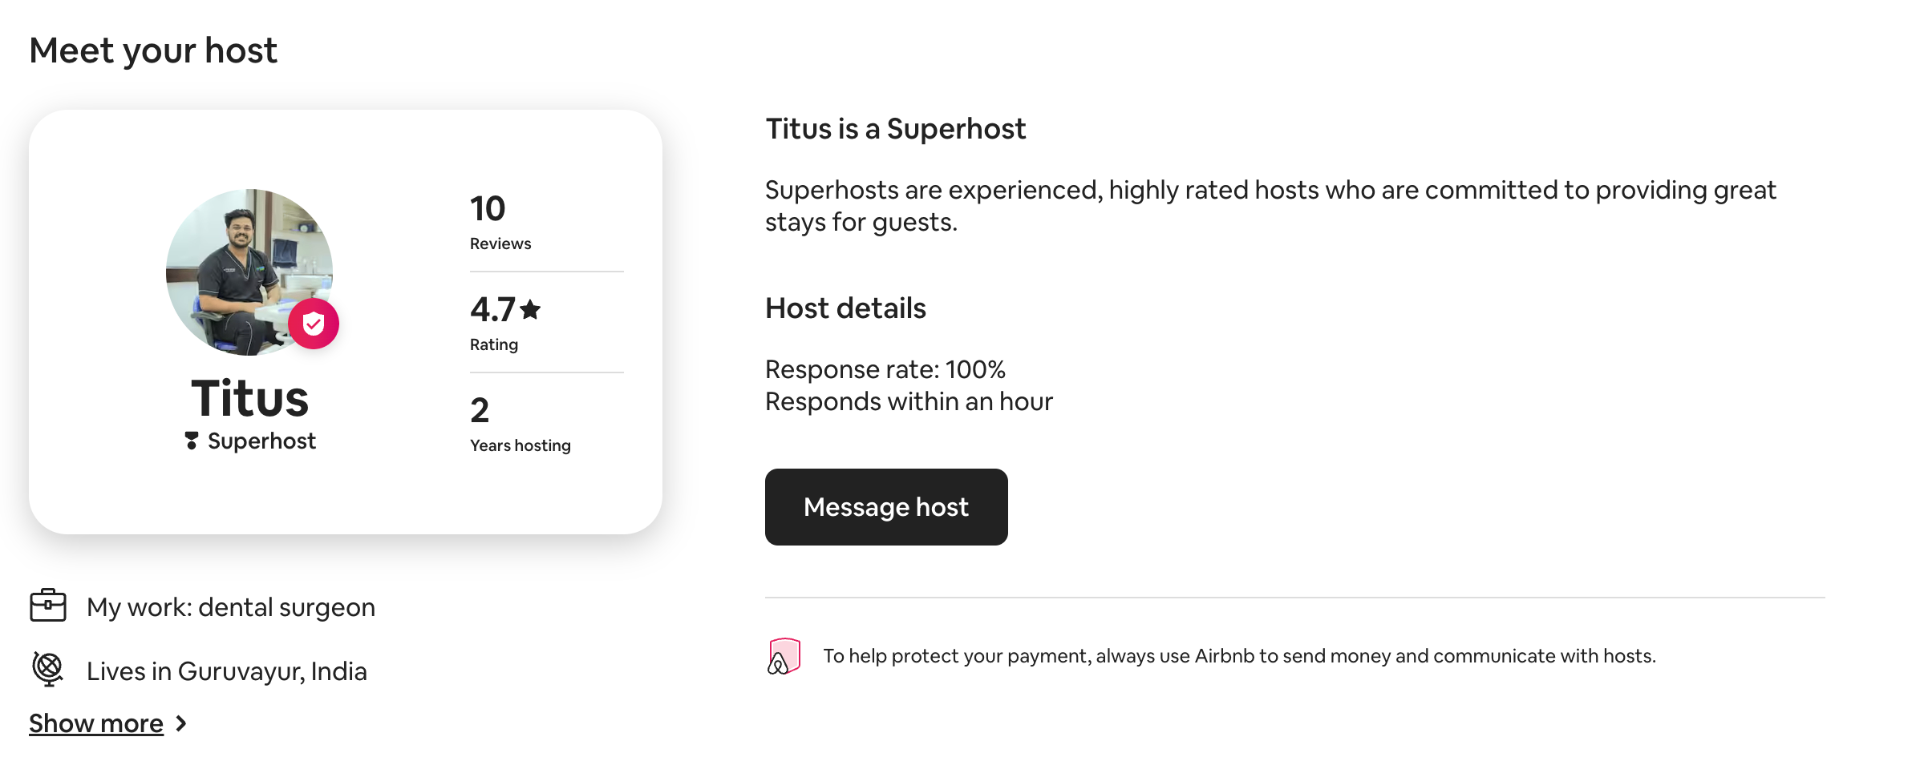 Meet your host
10
Reviews
4.7★
Rating
2
Years hosting
Titus
Superhost
My work: dental surgeon
Lives in Guruvayur, India
Show more
Titus is a Superhost
Superhosts are experienced, highly rated hosts who are committed to providing great
stays for guests.
Host details
Response rate: 100%
Responds within an hour
Message host
To help protect your payment, always use Airbnb to send money and communicate with hosts.